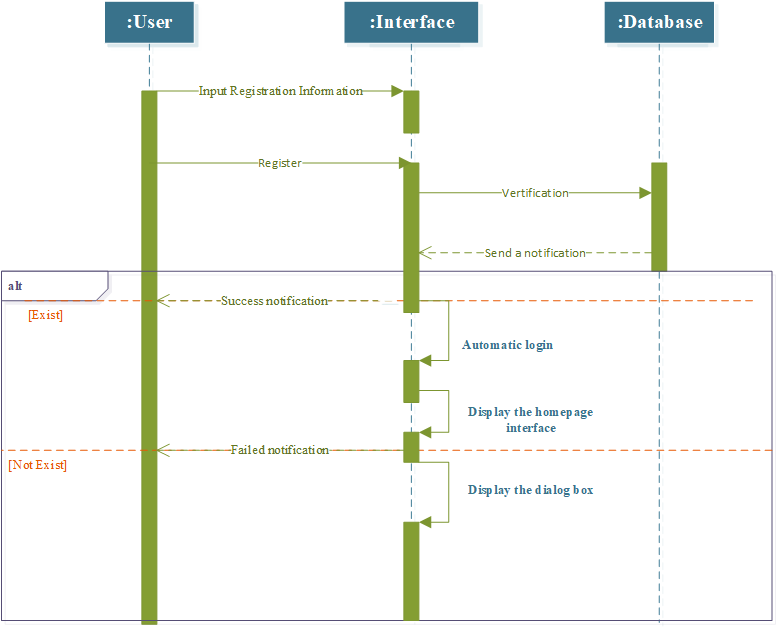 :User
:Interface
:Database
Input Registration Information
Register
Vertification
Send a notification
alt
Success notification
[Exist]
Automatic login
Display the homepage
interface
Failed notification
[Not Exist]
Display the dialog box